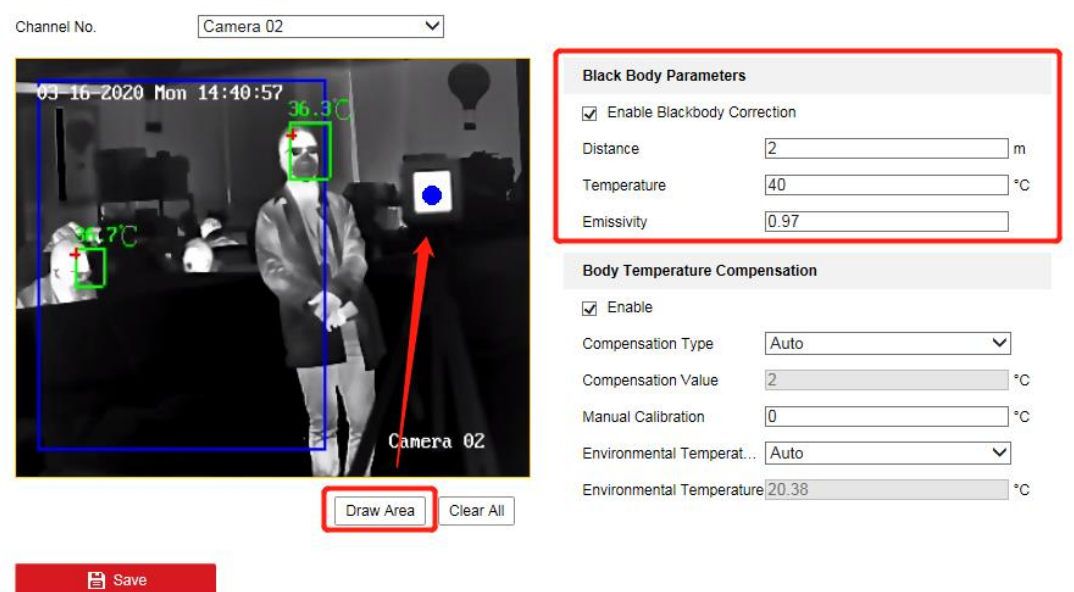 Channel No. Camera 02
03-16-2020 Mon 14:40:57
36.3℃
36.7℃
Camera 02
Draw Area Clear All
Save
Black Body Parameters
Enable Blackbody Correction
Distance 2 m
Temperature 40 °C
Emissivity 0.97
Body Temperature Compensation
Enable
Compensation Type Auto
Compensation Value 2 °C
Manual Calibration 0 °C
Environmental Temperat... Auto
Environmental Temperature 20.38 °C